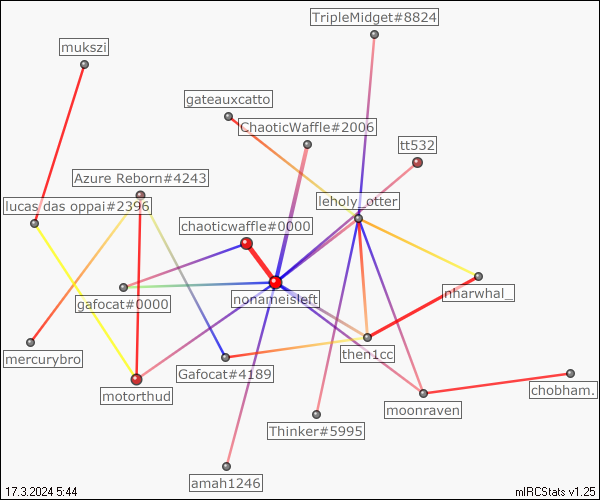 TripleMidget#8824
mukszi
gateauxcatto
ChaoticWaffle#2006
tt532
Azure Reborn#4243
leholy_otter
lucas das oppai#2396
chaoticwaffle#0000
nharwhal_
gafocat#0000
nonameisleft
then1cc
mercurybro
Gafocat#4189
chobham.
motorthud
moonraven
Thinker#5995
amah1246
17.3.2024 5:44
mIRCStats v1.25